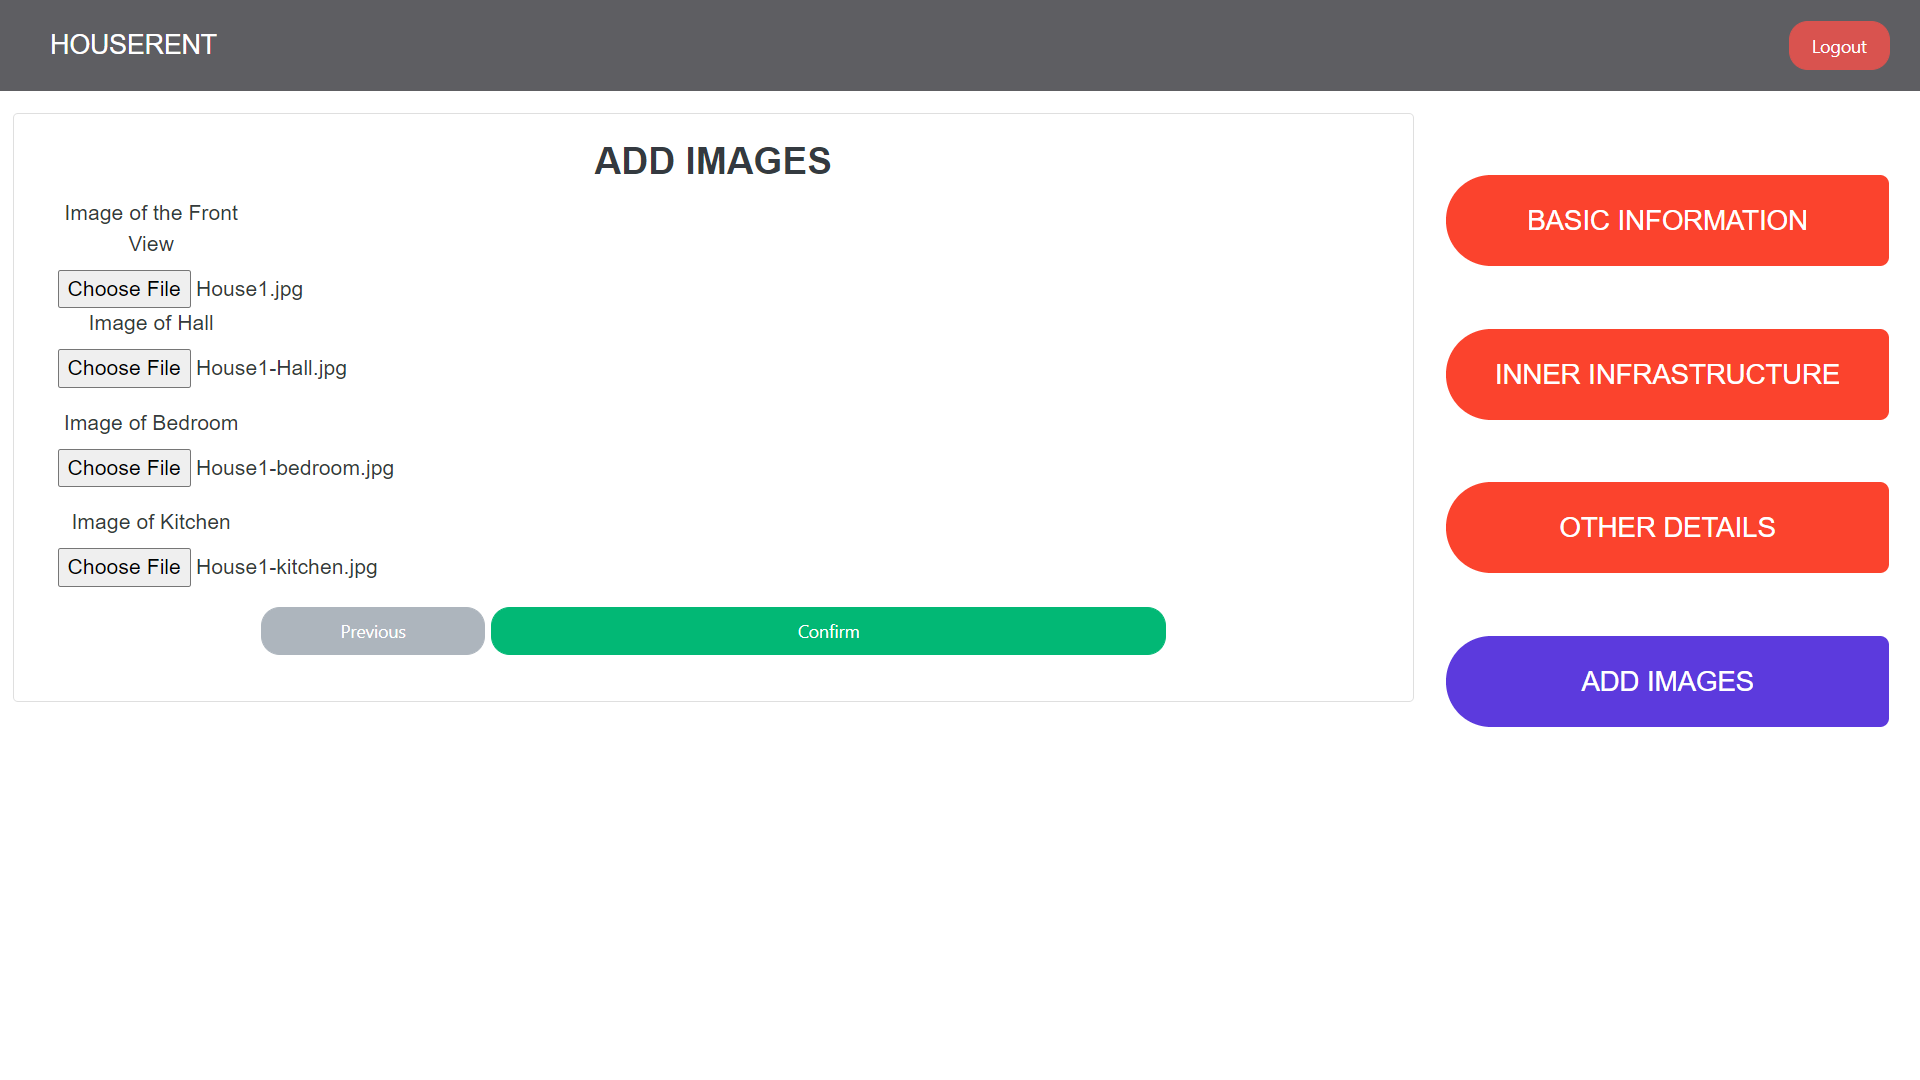 HOUSERENT
Logout
ADD IMAGES
Image of the Front
View
Choose File House1.jpg
Image of Hall
Choose File House1-Hall.jpg
Image of Bedroom
Choose File House1-bedroom.jpg
Image of Kitchen
Choose File House1-kitchen.jpg
Previous Confirm
BASIC INFORMATION
INNER INFRASTRUCTURE
OTHER DETAILS
ADD IMAGES